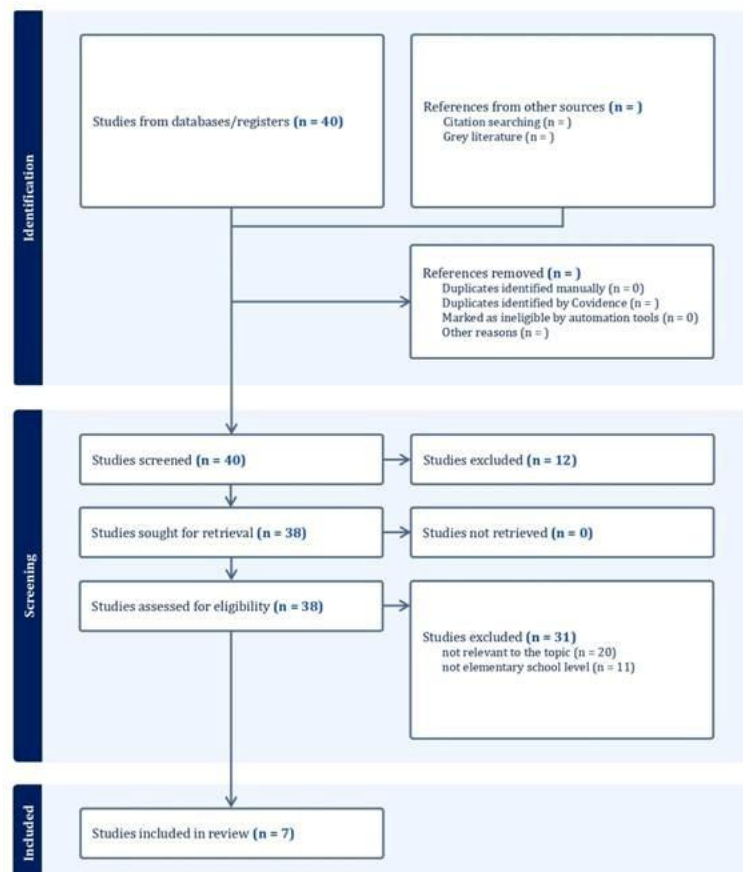 Identification
Studies from databases/registers (n = 40)
References from other sources (n = )
Citation searching (n = )
Grey literature (n = )
References removed (n = )
Duplicates identified manually (n = 0)
Duplicates identified by Covidence (n = )
Marked as ineligible by automation tools (n = 0)
Other reasons (n = )
Screening
Studies screened (n = 40)
Studies excluded (n = 12)
Studies sought for retrieval (n = 38)
Studies not retrieved (n = 0)
Studies assessed for eligibility (n = 38)
Studies excluded (n = 31)
not relevant to the topic (n = 20)
not elementary school level (n = 11)
Included
Studies included in review (n = 7)